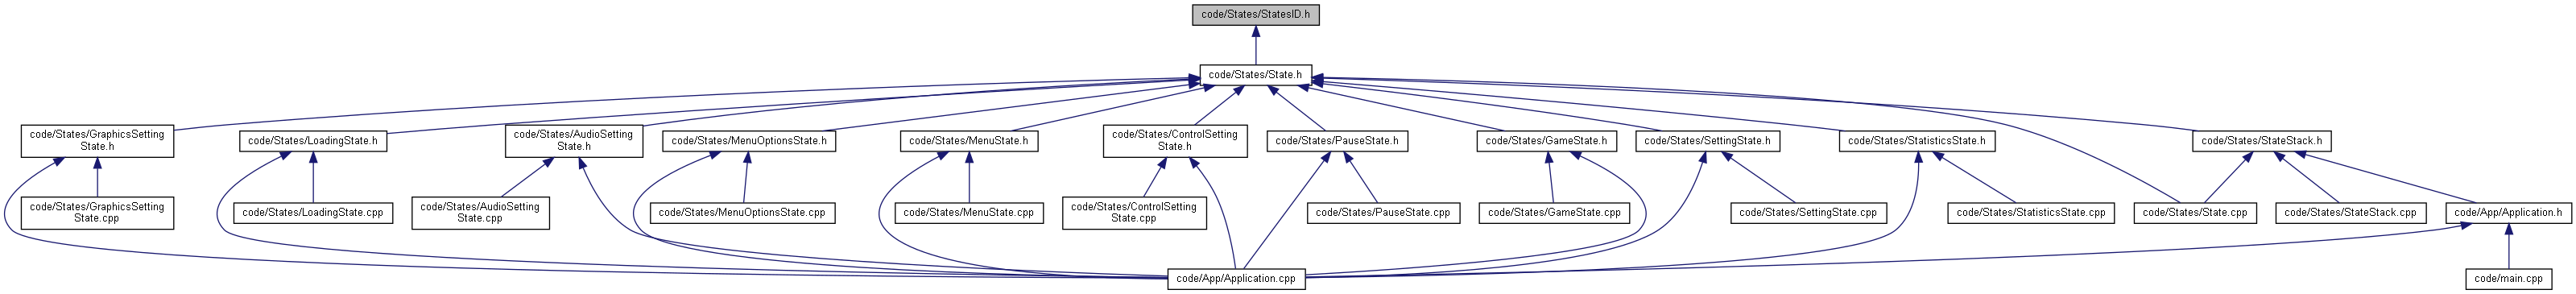 code/States/StatesID.h
code/States/State.h
code/States/GraphicsSetting
State.h
code/States/LoadingState.h
code/States/AudioSetting
State.h
code/States/MenuOptionsState.h
code/States/MenuState.h
code/States/ControlSetting
State.h
code/States/PauseState.h
code/States/GameState.h
code/States/SettingState.h
code/States/StatisticsState.h
code/States/StateStack.h
code/States/GraphicsSetting
State.cpp
code/States/LoadingState.cpp
code/States/AudioSetting
State.cpp
code/States/MenuOptionsState.cpp
code/States/MenuState.cpp
code/States/ControlSetting
State.cpp
code/States/PauseState.cpp
code/States/GameState.cpp
code/States/SettingState.cpp
code/States/StatisticsState.cpp
code/States/State.cpp
code/States/StateStack.cpp
code/App/Application.h
code/App/Application.cpp
code/main.cpp